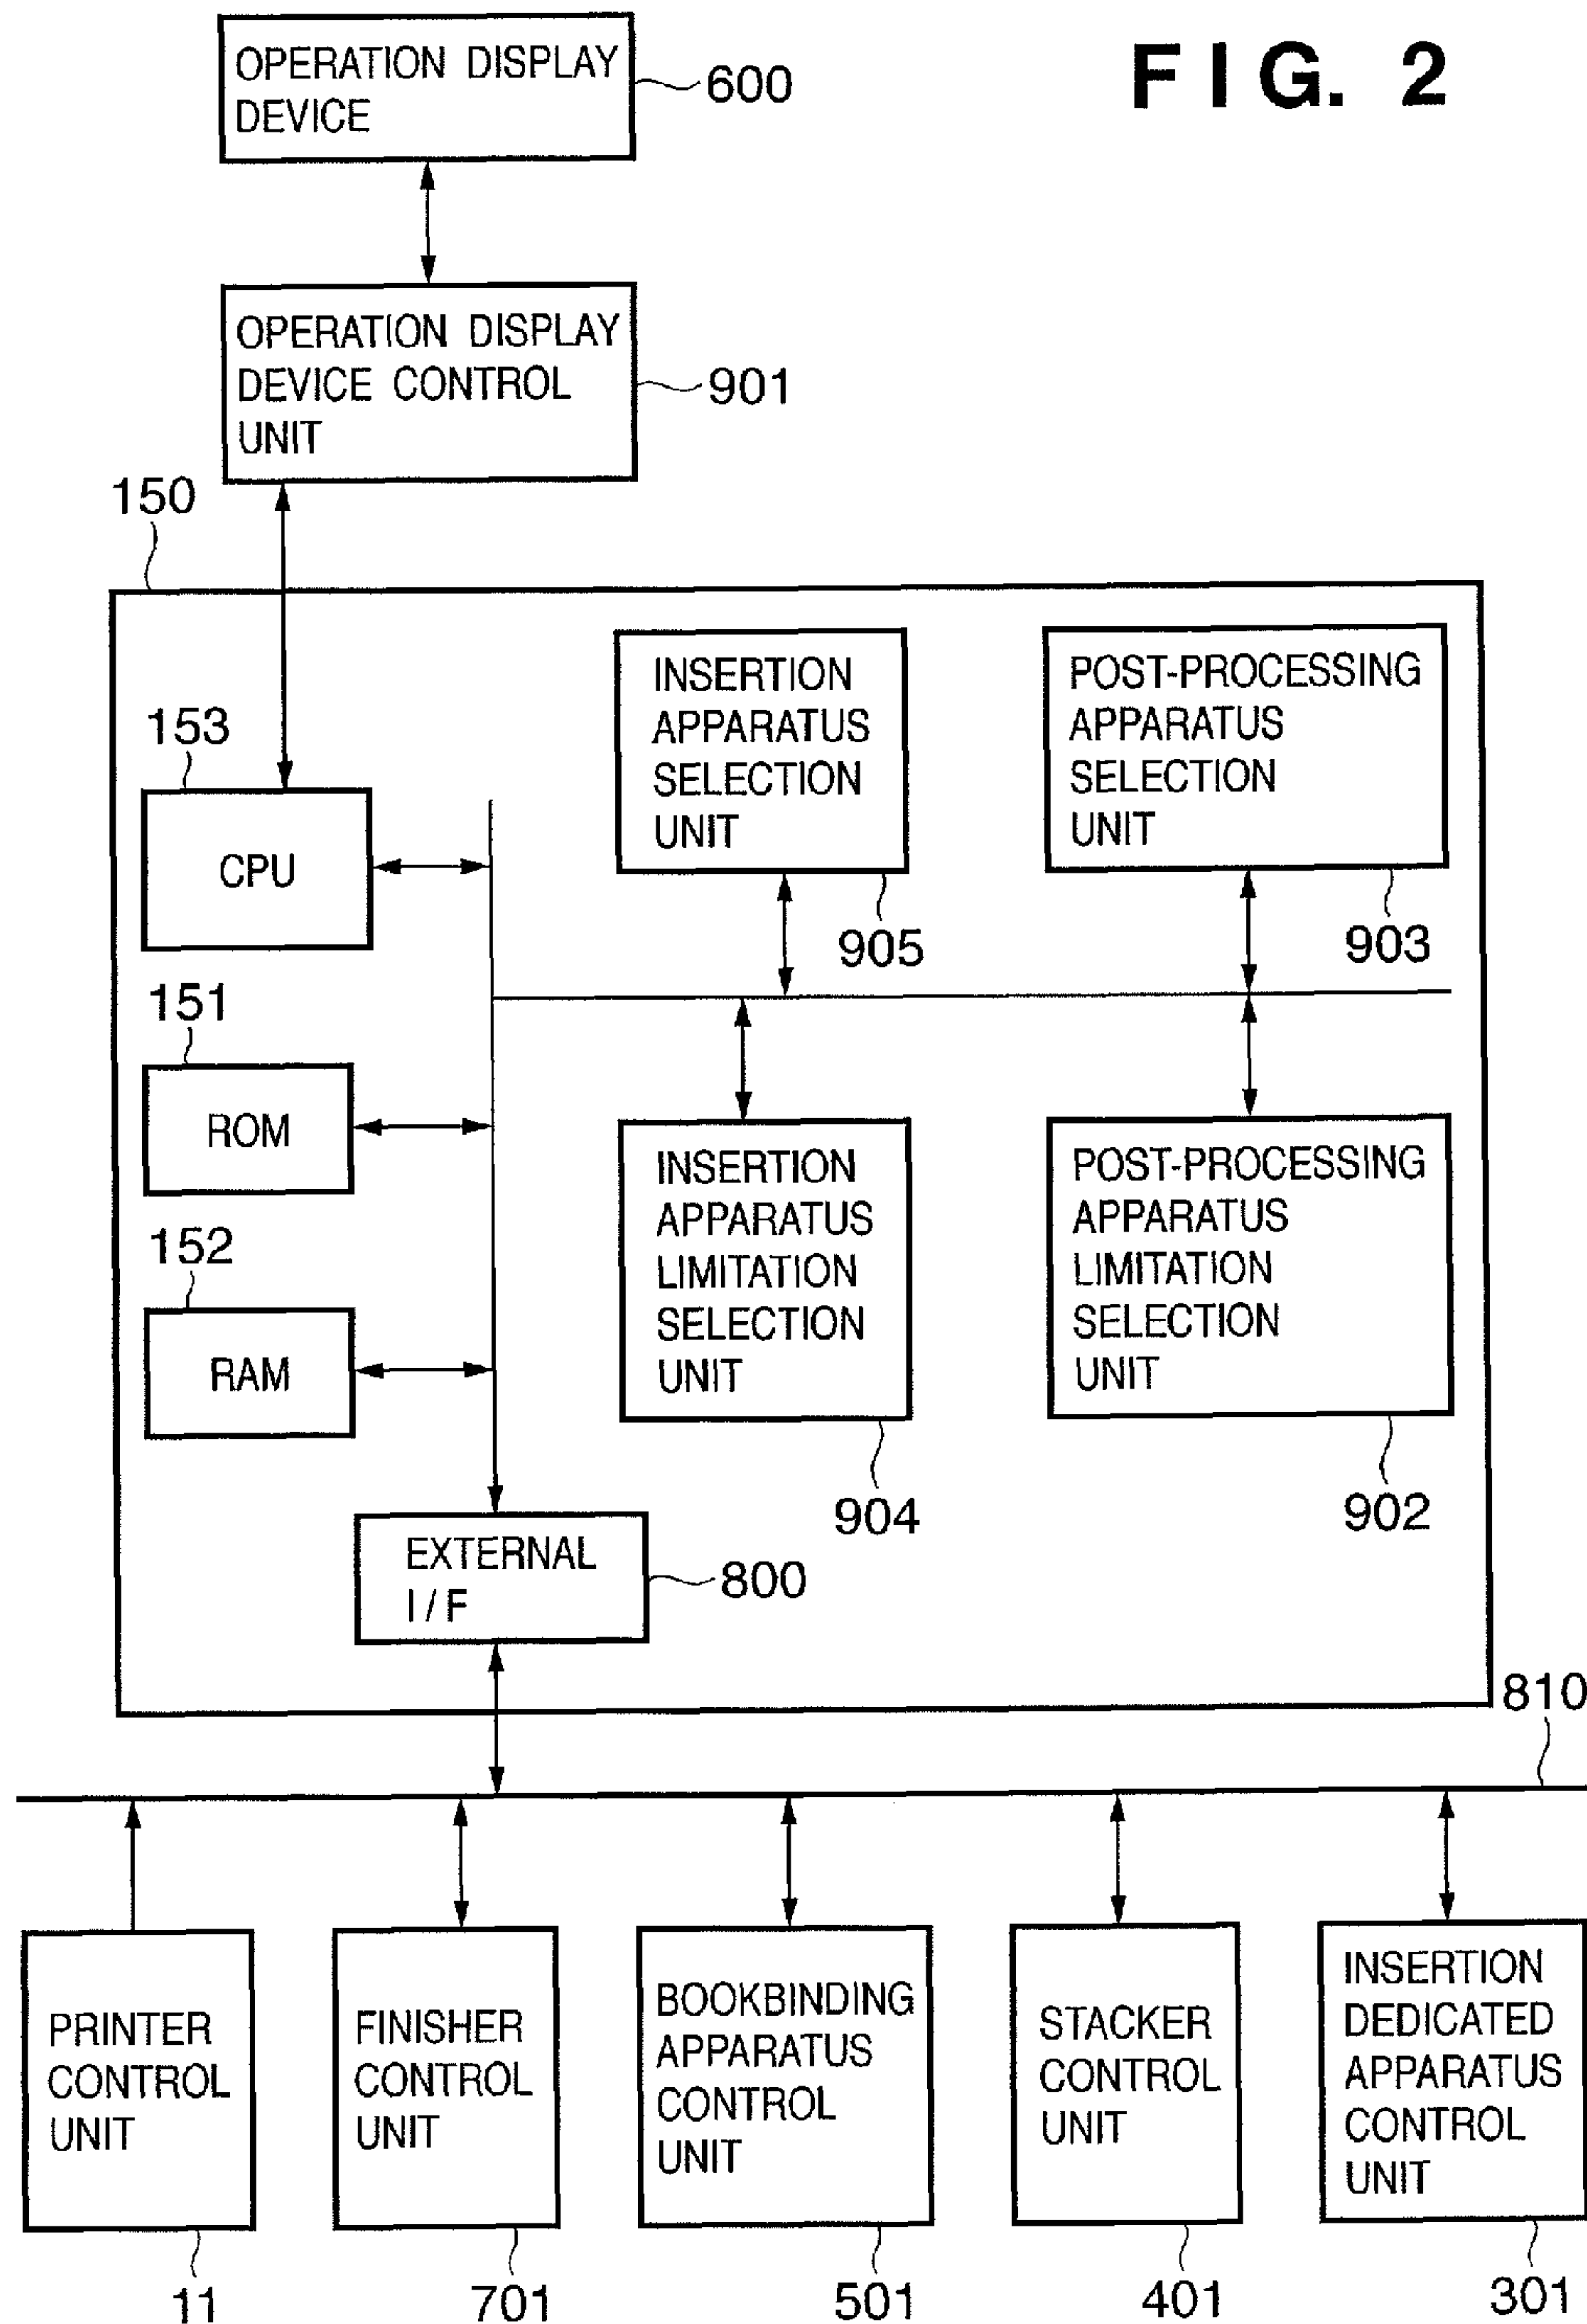 FIG. 2
OPERATION DISPLAY
DEVICE
600
OPERATION DISPLAY
DEVICE CONTROL
UNIT
901
150
153
CPU
INSERTION
APPARATUS
SELECTION
UNIT
905
POST-PROCESSING
APPARATUS
SELECTION
UNIT
903
151
ROM
152
RAM
INSERTION
APPARATUS
LIMITATION
SELECTION
UNIT
904
POST-PROCESSING
APPARATUS
LIMITATION
SELECTION
UNIT
902
EXTERNAL
I/F
800
810
PRINTER
CONTROL
UNIT
11
FINISHER
CONTROL
UNIT
701
BOOKBINDING
APPARATUS
CONTROL
UNIT
501
STACKER
CONTROL
UNIT
401
INSERTION
DEDICATED
APPARATUS
CONTROL
UNIT
301